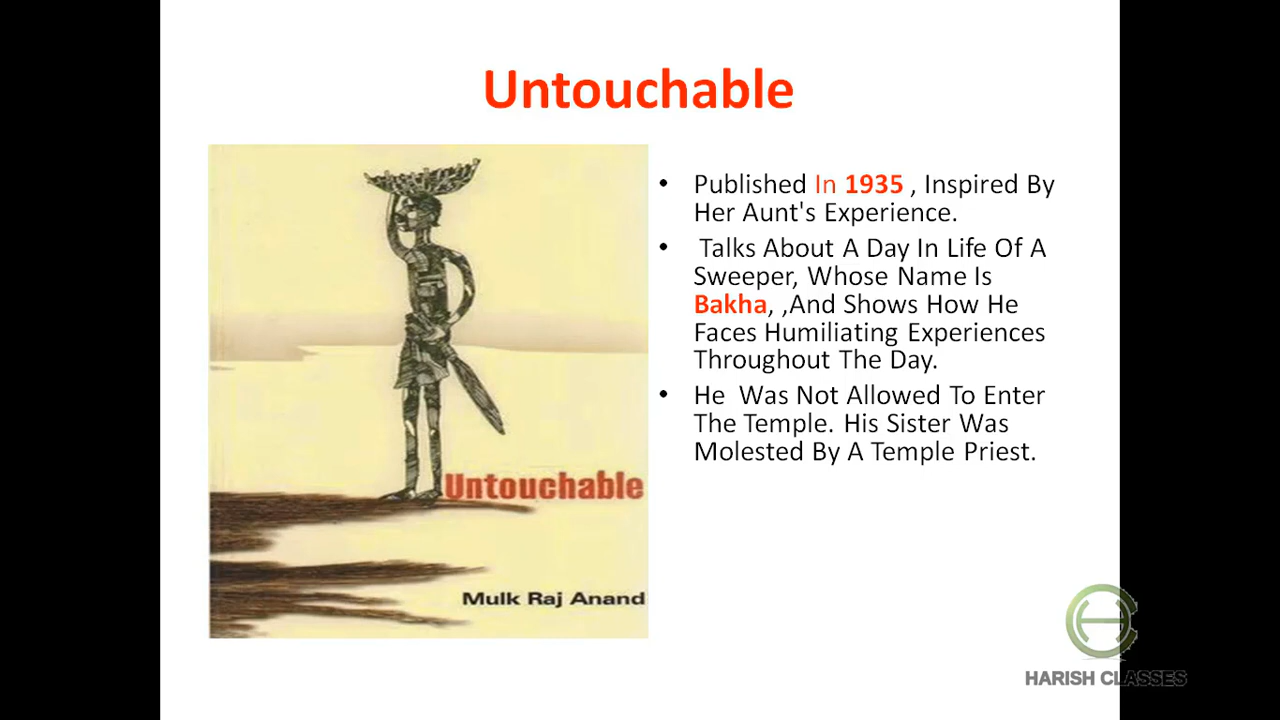 Untouchable
• Published In 1935 , Inspired By
Her Aunt's Experience.
• Talks About A Day In Life Of A
Sweeper, Whose Name Is
Bakha, ,And Shows How He
Faces Humiliating Experiences
Throughout The Day.
• He Was Not Allowed To Enter
The Temple. His Sister Was
Molested By A Temple Priest.
Untouchable
Mulk Raj Anand
HARISH CLASSES